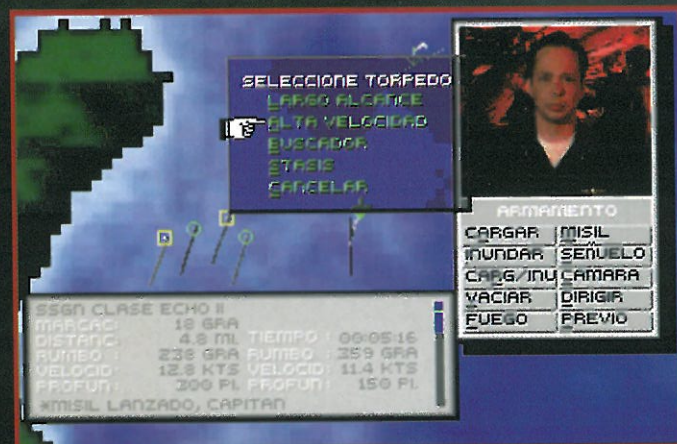 SELECCIONE TORPEDO
LARGO ALCANCE
ALTA VELOCIDAD
BUSCADOR
STASIS
CANCELAR
ARMAMENTO
CARGAR MISIL
INUNDAR SEÑUELO
CARG/INU CAMARA
VACIAR DIRIGIR
FUEGO PREVIO
SSGN CLASE ECHO II
MARCAC: 18 GRA
DISTANC: 4.8 MI. TIEMPO: 00:05:16
RUMBO : 238 GRA RUMBO : 359 GRA
VELOCID: 12.8 KTS VELOCID: 11.4 KTS
PROFUN: 300 PI. PROFUN: 150 PI.
*MISIL LANZADO, CAPITAN